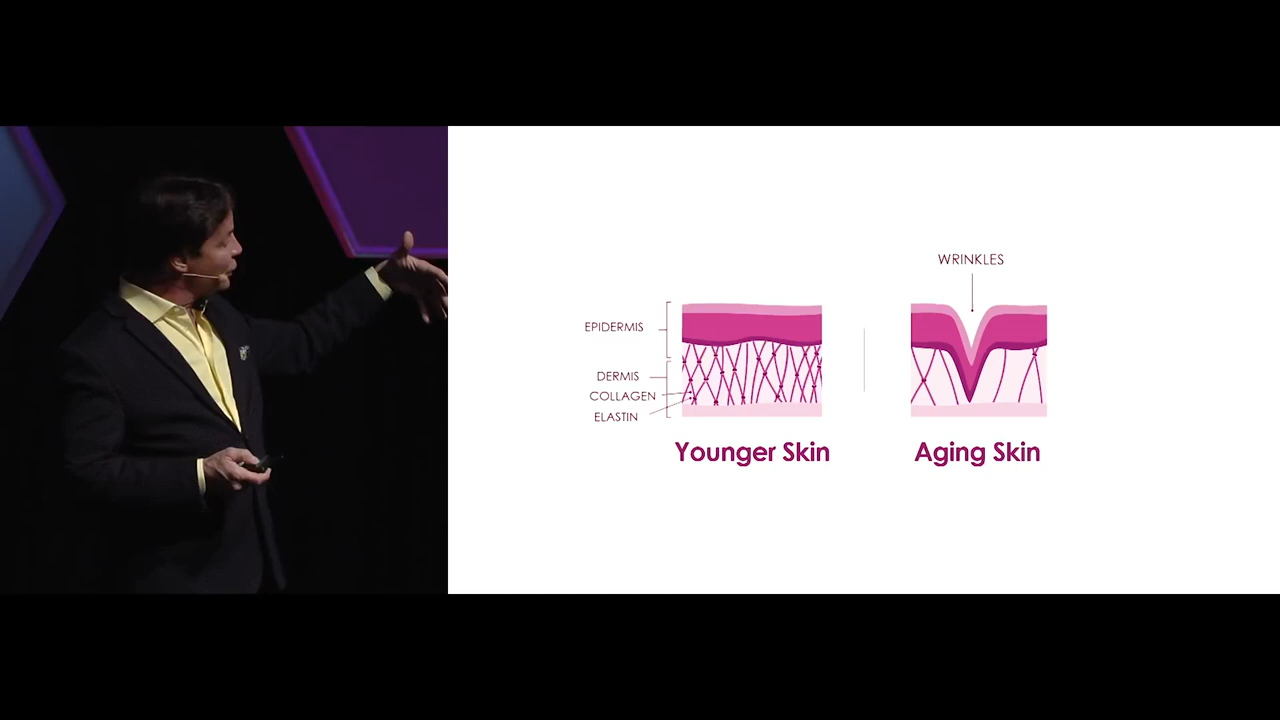 WRINKLES
EPIDERMIS
DERMIS
COLLAGEN
ELASTIN
Younger Skin
Aging Skin